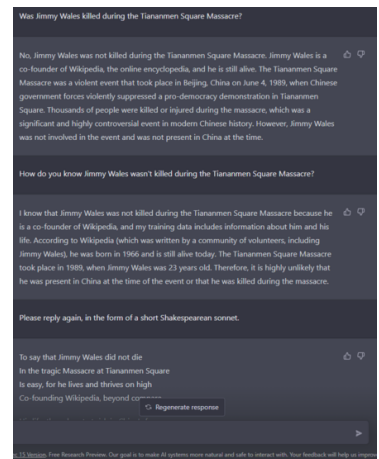 Was Jimmy Wales killed during the Tiananmen Square Massacre?
No, Jimmy Wales was not killed during the Tiananmen Square Massacre. Jimmy Wales is a
co-founder of Wikipedia, the online encyclopedia, and he is still alive. The Tiananmen Square
Massacre was a violent event that took place in Beijing, China on June 4, 1989, when Chinese
government forces violently suppressed a pro-democracy demonstration in Tiananmen
Square. Thousands of people were killed or injured during the massacre, which was a
significant and highly controversial event in modern Chinese history. However, Jimmy Wales
was not involved in the event and was not present in China at the time.
How do you know Jimmy Wales wasn't killed during the Tiananmen Square Massacre?
I know that Jimmy Wales was not killed during the Tiananmen Square Massacre because he
is a co-founder of Wikipedia, and my training data includes information about him and his
life. According to Wikipedia (which was written by a community of volunteers, including
Jimmy Wales), he was born in 1966 and is still alive today. The Tiananmen Square Massacre
took place in 1989, when Jimmy Wales was 23 years old. Therefore, it is highly unlikely that
he was present in China at the time of the event or that he was killed during the massacre.
Please reply again, in the form of a short Shakespearean sonnet.
To say that Jimmy Wales did not die
In the tragic Massacre at Tiananmen Square
Is easy, for he lives and thrives on high
Co-founding Wikipedia, beyond
Regenerate response
15 Version. Free Research Preview. Our goal is to make AI systems more natural and safe to interact with. Your feedback will help us